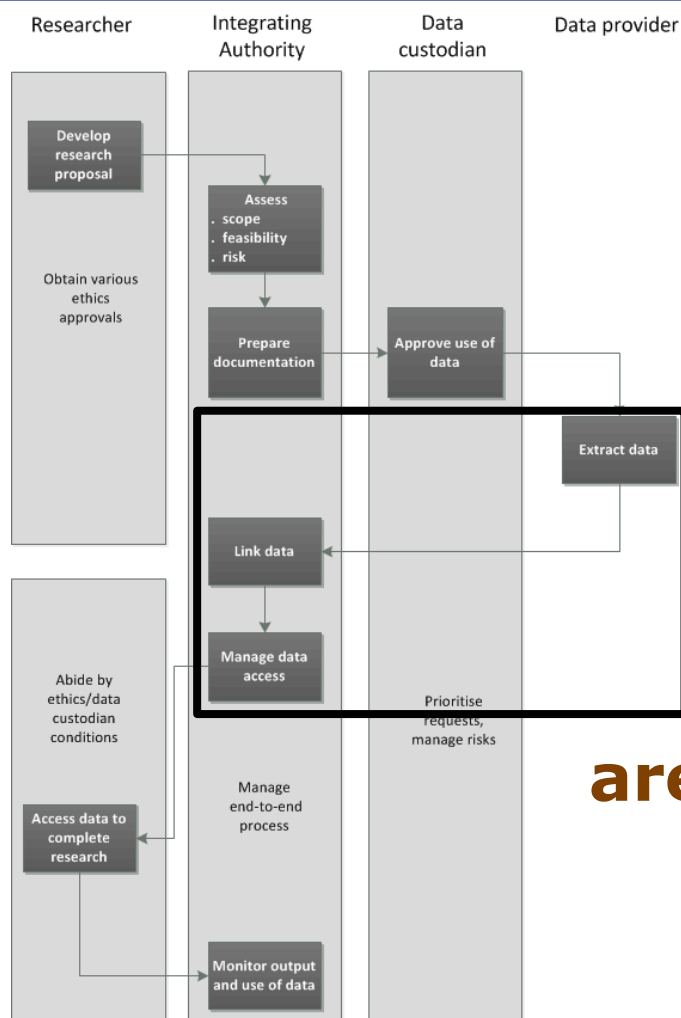 Researcher
Integrating
Authority
Data
custodian
Data provider
Develop
research
proposal
Assess
. scope
. feasibility
. risk
Obtain various
ethics
approvals
Prepare
documentation
Approve use of
data
Extract data
Link data
Manage data
access
Abide by
ethics/data
custodian
conditions
Prioritise
requests,
manage risks
are
Manage
end-to-end
process
Access data to
complete
research
Monitor output
and use of data